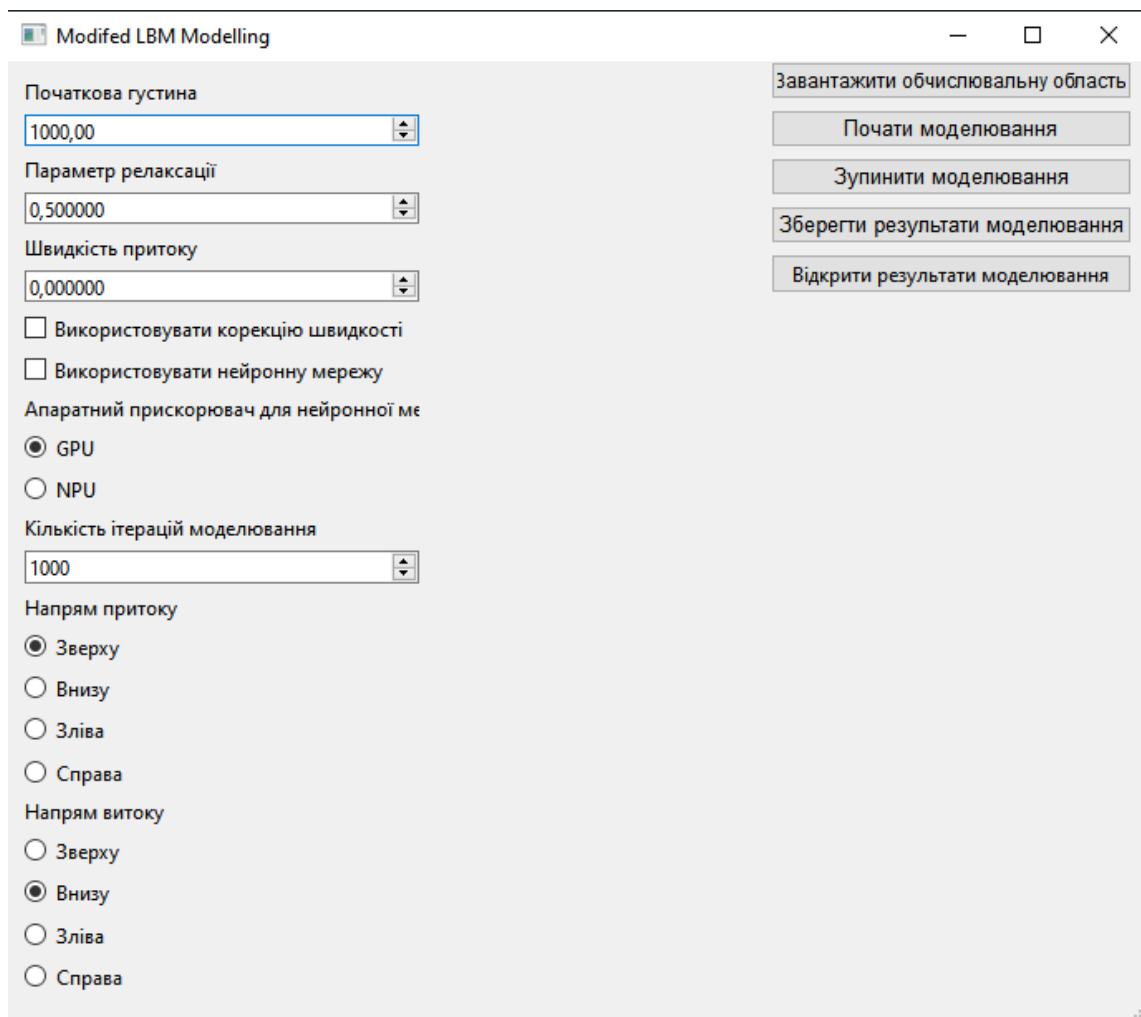 Modifed LBM Modelling
Початкова густина
1000,00
Параметр релаксації
0,500000
Швидкість притоку
0,000000
Використовувати корекцію швидкості
Використовувати нейронну мережу
Апаратний прискорювач для нейронної ме
GPU
NPU
Кількість ітерацій моделювання
1000
Напрям притоку
Зверху
Внизу
Зліва
Справа
Напрям витоку
Зверху
Внизу
Зліва
Справа
Завантажити обчислювальну область
Почати моделювання
Зупинити моделювання
Зберегти результати моделювання
Відкрити результати моделювання